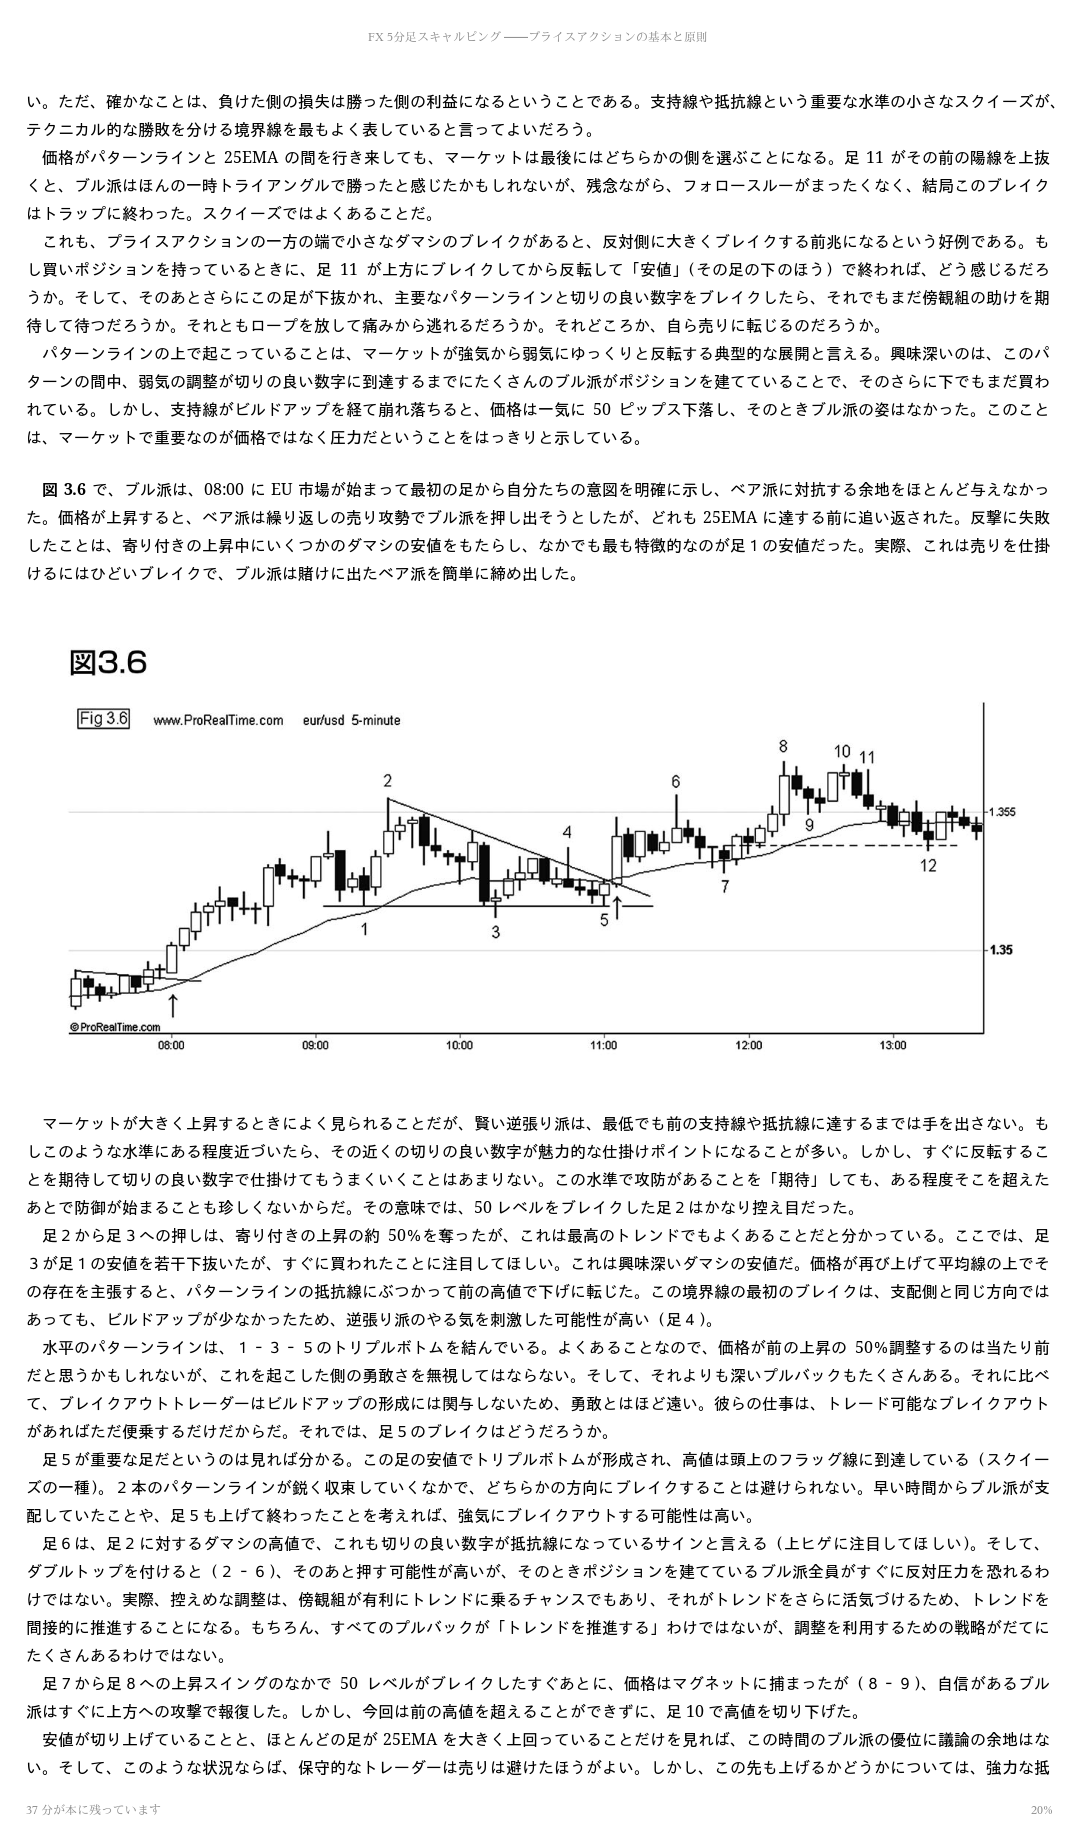 FX 5分足スキャルピング ──プライスアクションの基本と原則
い。ただ、確かなことは、負けた側の損失は勝った側の利益になるということである。支持線や抵抗線という重要な水準の小さなスクイーズが、
テクニカル的な勝敗を分ける境界線を最もよく表していると言ってよいだろう。
価格がパターンラインと 25EMA の間を行き来しても、マーケットは最後にはどちらかの側を選ぶことになる。足 11 がその前の陽線を上抜
くと、ブル派はほんの一時トライアングルで勝ったと感じたかもしれないが、残念ながら、フォロースルーがまったくなく、結局このブレイク
はトラップに終わった。スクイーズではよくあることだ。
これも、プライスアクションの一方の端で小さなダマシのブレイクがあると、反対側に大きくブレイクする前兆になるという好例である。も
し買いポジションを持っているときに、足 11 が上方にブレイクしてから反転して「安値」（その足の下のほう）で終われば、どう感じるだろ
うか。そして、そのあとさらにこの足が下抜かれ、主要なパターンラインと切りの良い数字をブレイクしたら、それでもまだ傍観組の助けを期
待して待つだろうか。それともロープを放して痛みから逃れるだろうか。それどころか、自ら売りに転じるのだろうか。
パターンラインの上で起こっていることは、マーケットが強気から弱気にゆっくりと反転する典型的な展開と言える。興味深いのは、このパ
ターンの間中、弱気の調整が切りの良い数字に到達するまでにたくさんのブル派がポジションを建てていることで、そのさらに下でもまだ買わ
れている。しかし、支持線がビルドアップを経て崩れ落ちると、価格は一気に 50 ピップス下落し、そのときブル派の姿はなかった。このこと
は、マーケットで重要なのが価格ではなく圧力だということをはっきりと示している。
図 3.6 で、ブル派は、08:00 に EU 市場が始まって最初の足から自分たちの意図を明確に示し、ベア派に対抗する余地をほとんど与えなかっ
た。価格が上昇すると、ベア派は繰り返しの売り攻勢でブル派を押し出そうとしたが、どれも 25EMA に達する前に追い返された。反撃に失敗
したことは、寄り付きの上昇中にいくつかのダマシの安値をもたらし、なかでも最も特徴的なのが足１の安値だった。実際、これは売りを仕掛
けるにはひどいブレイクで、ブル派は賭けに出たベア派を簡単に締め出した。
図3.6
Fig 3.6 www.ProRealTime.com eur/usd 5-minute
8
10 11
2
6
1.355
4
9
12
7
1
3
5
1.35
© ProRealTime.com
08:00 09:00 10:00 11:00 12:00 13:00
マーケットが大きく上昇するときによく見られることだが、賢い逆張り派は、最低でも前の支持線や抵抗線に達するまでは手を出さない。も
しこのような水準にある程度近づいたら、その近くの切りの良い数字が魅力的な仕掛けポイントになることが多い。しかし、すぐに反転するこ
とを期待して切りの良い数字で仕掛けてもうまくいくことはあまりない。この水準で攻防があることを「期待」しても、ある程度そこを超えた
あとで防御が始まることも珍しくないからだ。その意味では、50 レベルをブレイクした足２はかなり控え目だった。
足２から足３への押しは、寄り付きの上昇の約 50%を奪ったが、これは最高のトレンドでもよくあることだと分かっている。ここでは、足
３が足１の安値を若干下抜いたが、すぐに買われたことに注目してほしい。これは興味深いダマシの安値だ。価格が再び上げて平均線の上でそ
の存在を主張すると、パターンラインの抵抗線にぶつかって前の高値で下げに転じた。この境界線の最初のブレイクは、支配側と同じ方向では
あっても、ビルドアップが少なかったため、逆張り派のやる気を刺激した可能性が高い（足４）。
水平のパターンラインは、１‐３‐５のトリプルボトムを結んでいる。よくあることなので、価格が前の上昇の 50%調整するのは当たり前
だと思うかもしれないが、これを起こした側の勇敢さを無視してはならない。そして、それよりも深いプルバックもたくさんある。それに比べ
て、ブレイクアウトトレーダーはビルドアップの形成には関与しないため、勇敢とはほど遠い。彼らの仕事は、トレード可能なブレイクアウト
があればただ便乗するだけだからだ。それでは、足５のブレイクはどうだろうか。
足５が重要な足だというのは見れば分かる。この足の安値でトリプルボトムが形成され、高値は頭上のフラッグ線に到達している（スクイー
ズの一種）。２本のパターンラインが鋭く収束していくなかで、どちらかの方向にブレイクすることは避けられない。早い時間からブル派が支
配していたことや、足５も上げて終わったことを考えれば、強気にブレイクアウトする可能性は高い。
足６は、足２に対するダマシの高値で、これも切りの良い数字が抵抗線になっているサインと言える（上ヒゲに注目してほしい）。そして、
ダブルトップを付けると（２‐６）、そのあと押す可能性が高いが、そのときポジションを建てているブル派全員がすぐに反対圧力を恐れるわ
けではない。実際、控えめな調整は、傍観組が有利にトレンドに乗るチャンスでもあり、それがトレンドをさらに活気づけるため、トレンドを
間接的に推進することになる。もちろん、すべてのプルバックが「トレンドを推進する」わけではないが、調整を利用するための戦略がだてに
たくさんあるわけではない。
足７から足８への上昇スイングのなかで 50 レベルがブレイクしたすぐあとに、価格はマグネットに捕まったが（８‐９）、自信があるブル
派はすぐに上方への攻撃で報復した。しかし、今回は前の高値を超えることができずに、足 10 で高値を切り下げた。
安値が切り上げていることと、ほとんどの足が 25EMA を大きく上回っていることだけを見れば、この時間のブル派の優位に議論の余地はな
い。そして、このような状況ならば、保守的なトレーダーは売りは避けたほうがよい。しかし、この先も上げるかどうかについては、強力な抵
37 分が本に残っています 20%